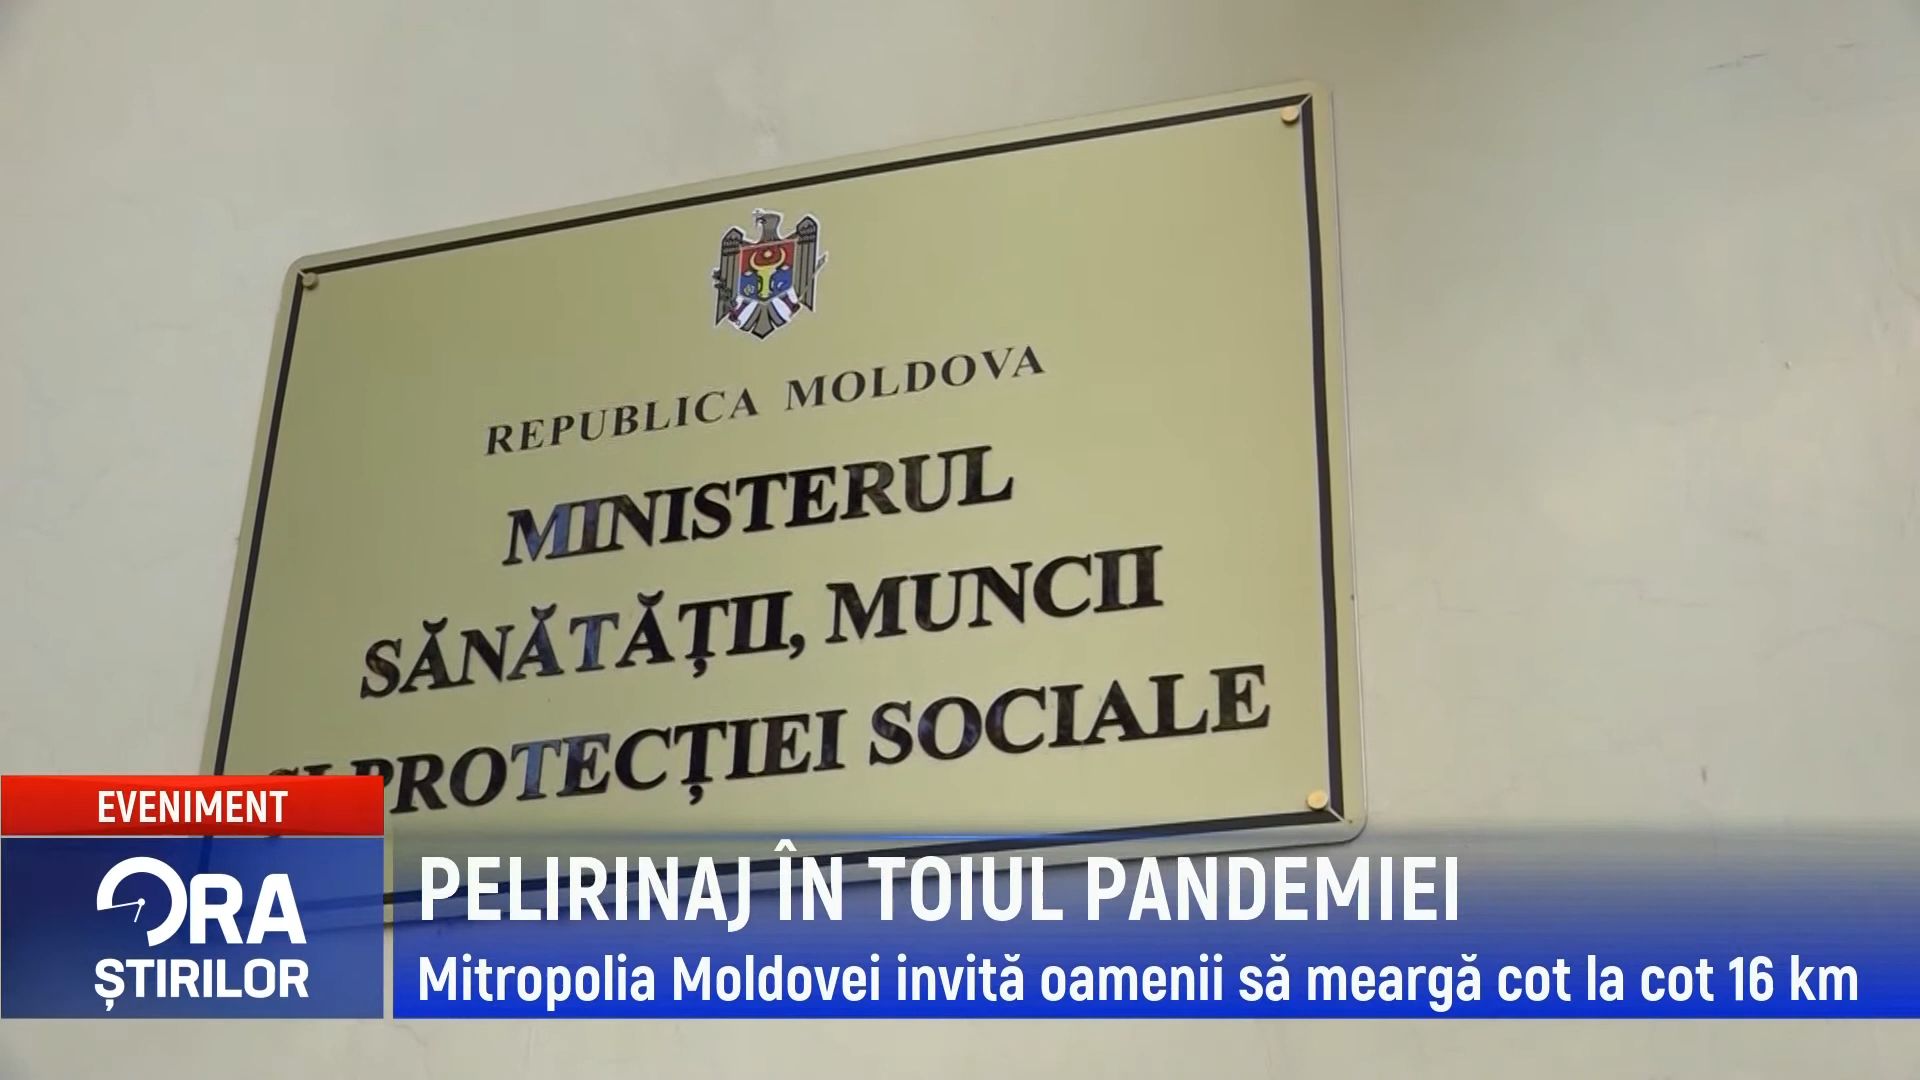 REPUBLICA MOLDOVA
MINISTERUL
SĂNĂTĂȚII, MUNCII
ȘI PROTECȚIEI SOCIALE
EVENIMENT
ORA
ȘTIRILOR
PELIRINAJ ÎN TOIUL PANDEMIEI
Mitropolia Moldovei invită oamenii să meargă cot la cot 16 km